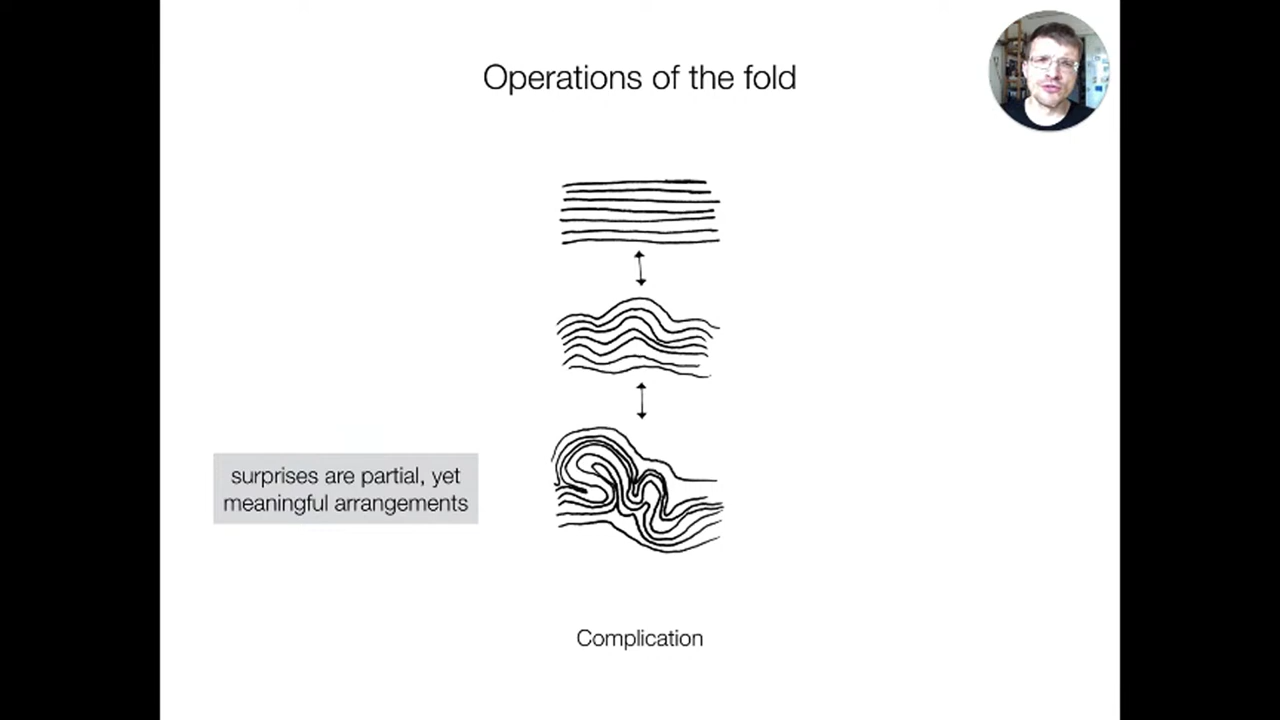 Operations of the fold
surprises are partial, yet
meaningful arrangements
Complication